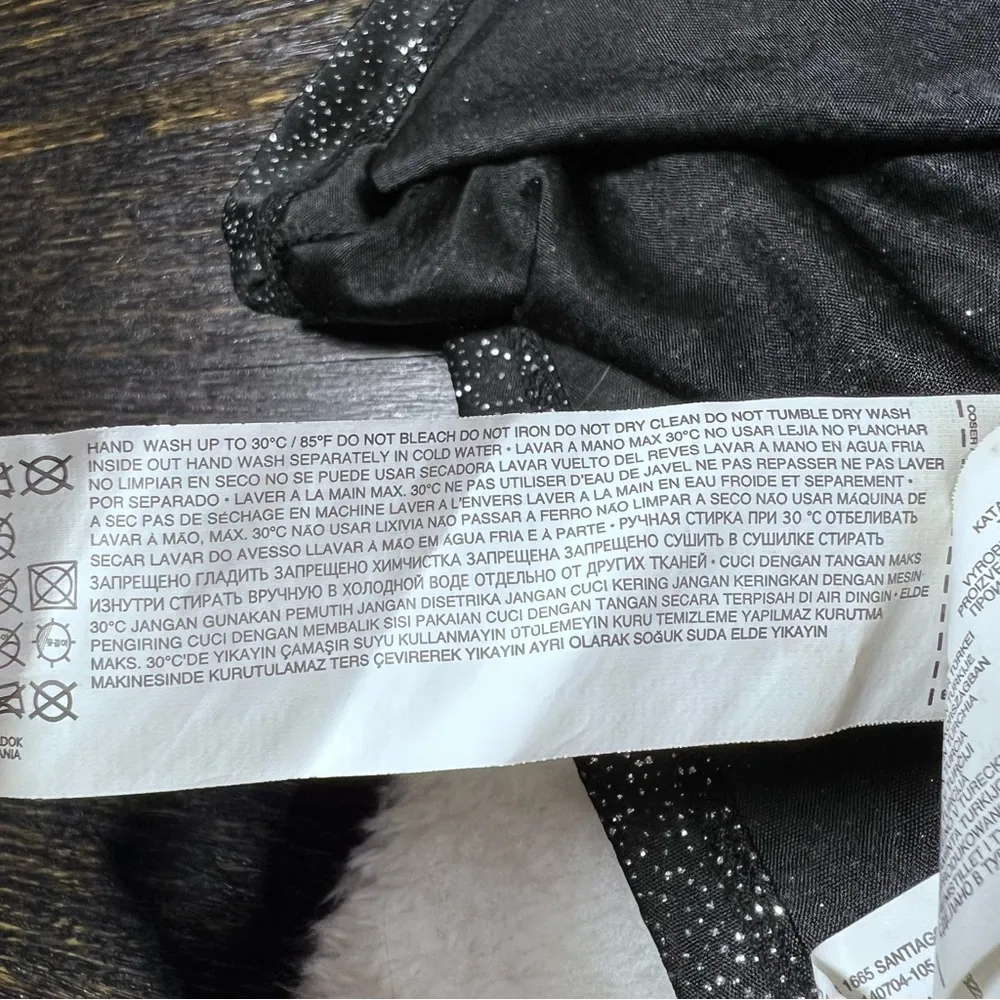 HAND WASH UP TO 30°C / 85°F DO NOT BLEACH DO NOT IRON DO NOT DRY CLEAN DO NOT TUMBLE DRY WASH
INSIDE OUT HAND WASH SEPARATELY IN COLD WATER • LAVAR A MANO MAX 30°C NO USAR LEJIA NO PLANCHAR
NO LIMPIAR EN SECO NO SE PUEDE USAR SECADORA LAVAR VUELTO DEL REVES LAVAR A MANO EN AGUA FRIA
POR SEPARADO • LAVER A LA MAIN MAX. 30°C NE PAS UTILISER D'EAU DE JAVEL NE PAS REPASSER NE PAS LAVER
A SEC PAS DE SÉCHAGE EN MACHINE LAVER A L'ENVERS LAVER A LA MAIN EN EAU FROIDE ET SEPAREMENT •
LAVAR À MÃO, MAX. 30°C NÃO USAR LIXIVIA NÃO PASSAR A FERRO NÃO LIMPAR A SECO NÃO USAR MAQUINA DE
SECAR LAVAR DO AVESSO LLAVAR À MÃO EM ÁGUA FRIA E À PARTE • РУЧНАЯ СТИРКА ПРИ 30 °C ОТБЕЛИВАТЬ
ЗАПРЕЩЕНО ГЛАДИТЬ ЗАПРЕЩЕНО ХИМЧИСТКА ЗАПРЕЩЕНА ЗАПРЕЩЕНО СУШИТЬ В СУШИЛКЕ СТИРАТЬ
ИЗНУТРИ СТИРАТЬ ВРУЧНУЮ В ХОЛОДНОЙ ВОДЕ ОТДЕЛЬНО ОТ ДРУГИХ ТКАНЕЙ • CUCI DENGAN TANGAN MAKS
30°C JANGAN GUNAKAN PEMUTIH JANGAN DISETRIKA JANGAN CUCI KERING JANGAN KERINGKAN DENGAN MESIN
PENGIRING CUCI DENGAN MEMBALIK SISI PAKAIAN CUCI DENGAN TANGAN SECARA TERPISAH DI AIR DINGIN • ELDE
MAKS. 30°C'DE YIKAYIN ÇAMAŞIR SUYU KULLANMAYIN ÜTÜLEMEYIN KURU TEMIZLEME YAPILMAZ KURUTMA
MAKINESINDE KURUTULAMAZ TERS ÇEVIREREK YIKAYIN AYRI OLARAK SOĞUK SUDA ELDE YIKAYIN
DOK
ANIA
COSER
1665 SANTIAG
40704-105